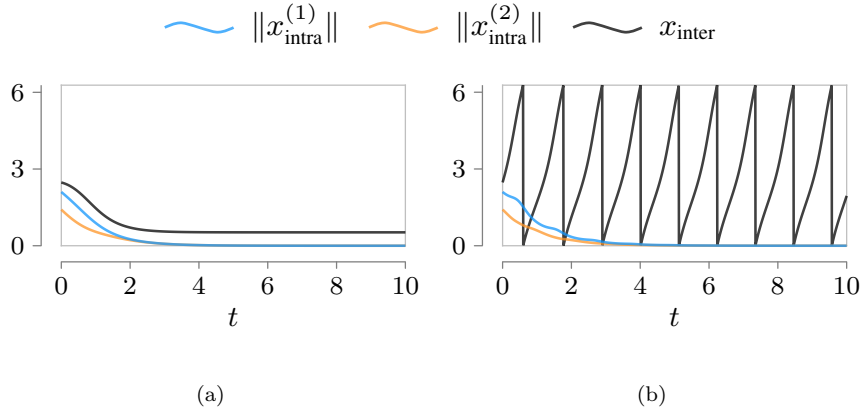 ‖x_intra^(1)‖ ‖x_intra^(2)‖ x_inter
6 6
3 3
0 0
0 2 4 6 8 10 0 2 4 6 8 10
t t
(a) (b)